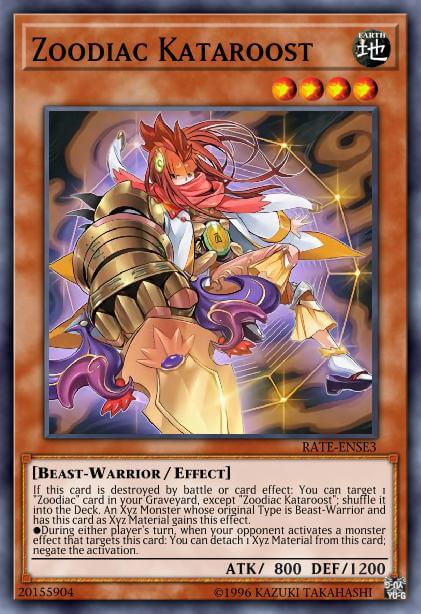 ZOODIAC KATAROOST
EARTH
地
RATE-ENSE3
[BEAST-WARRIOR / EFFECT]
If this card is destroyed by battle or card effect: You can target 1
"Zoodiac" card in your Graveyard, except "Zoodiac Kataroost"; shuffle it
into the Deck. An Xyz Monster whose original Type is Beast-Warrior and
has this card as Xyz Material gains this effect.
●During either player's turn, when your opponent activates a monster
effect that targets this card: You can detach 1 Xyz Material from this card;
negate the activation.
ATK/ 800 DEF/1200
20155904
©1996 KAZUKI TAKAHASHI